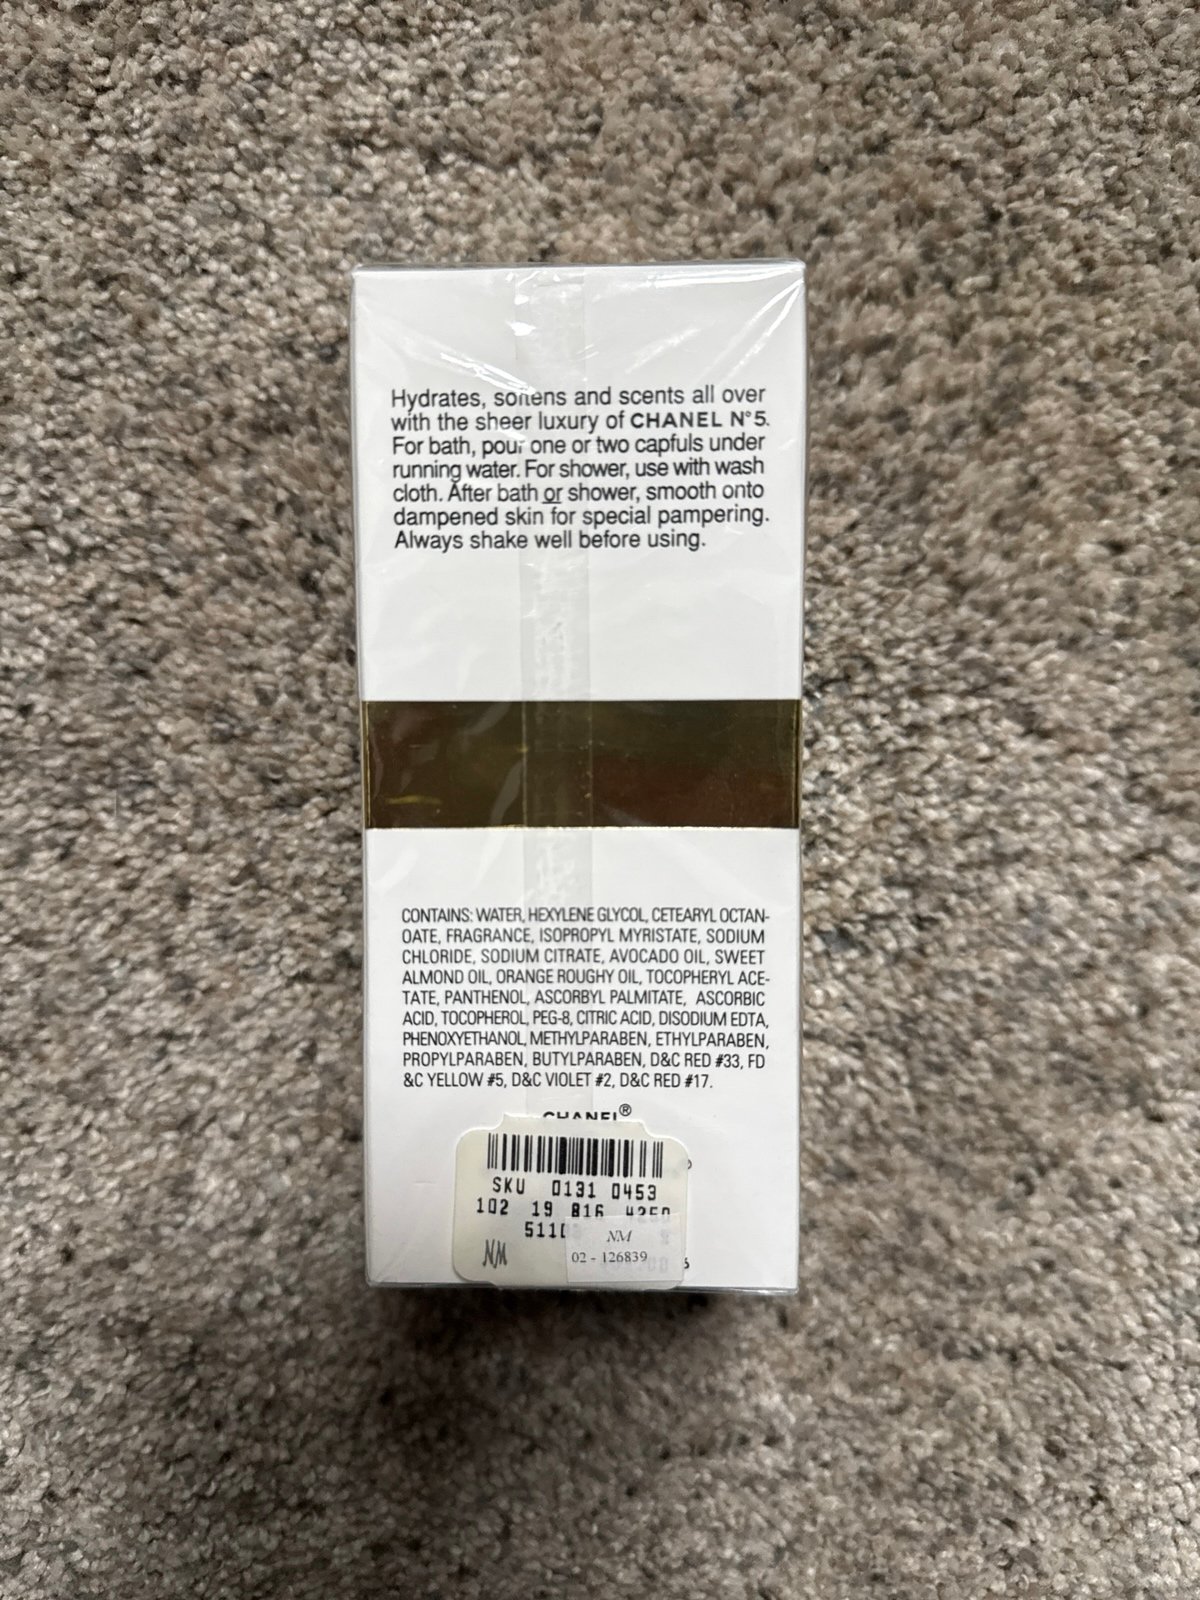 Hydrates, softens and scents all over
with the sheer luxury of CHANEL N°5.
For bath, pour one or two capfuls under
running water. For shower, use with wash
cloth. After bath or shower, smooth onto
dampened skin for special pampering.
Always shake well before using.
CONTAINS: WATER, HEXYLENE GLYCOL, CETEARYL OCTAN-
OATE, FRAGRANCE, ISOPROPYL MYRISTATE, SODIUM
CHLORIDE, SODIUM CITRATE, AVOCADO OIL, SWEET
ALMOND OIL, ORANGE ROUGHY OIL, TOCOPHERYL ACE-
TATE, PANTHENOL, ASCORBYL PALMITATE, ASCORBIC
ACID, TOCOPHEROL, PEG-8, CITRIC ACID, DISODIUM EDTA,
PHENOXYETHANOL, METHYLPARABEN, ETHYLPARABEN,
PROPYLPARABEN, BUTYLPARABEN, D&C RED #33, FD
&C YELLOW #5, D&C VIOLET #2, D&C RED #17.
CHANEL®
SKU 0131 0453
102 19 816 4250
NM
NM
02 - 126839